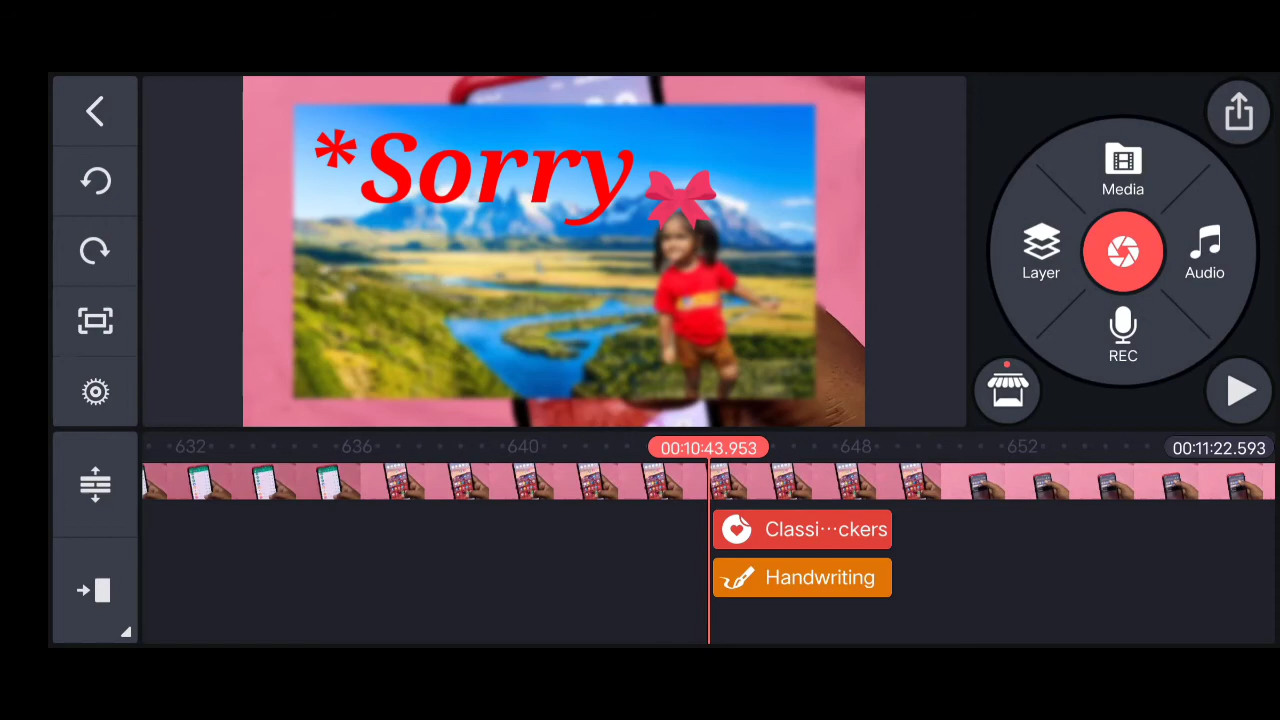 *Sorry
Media
Layer
Audio
REC
632
636
640
00:10:43.953
648
652
00:11:22.593
Classi···ckers
Handwriting